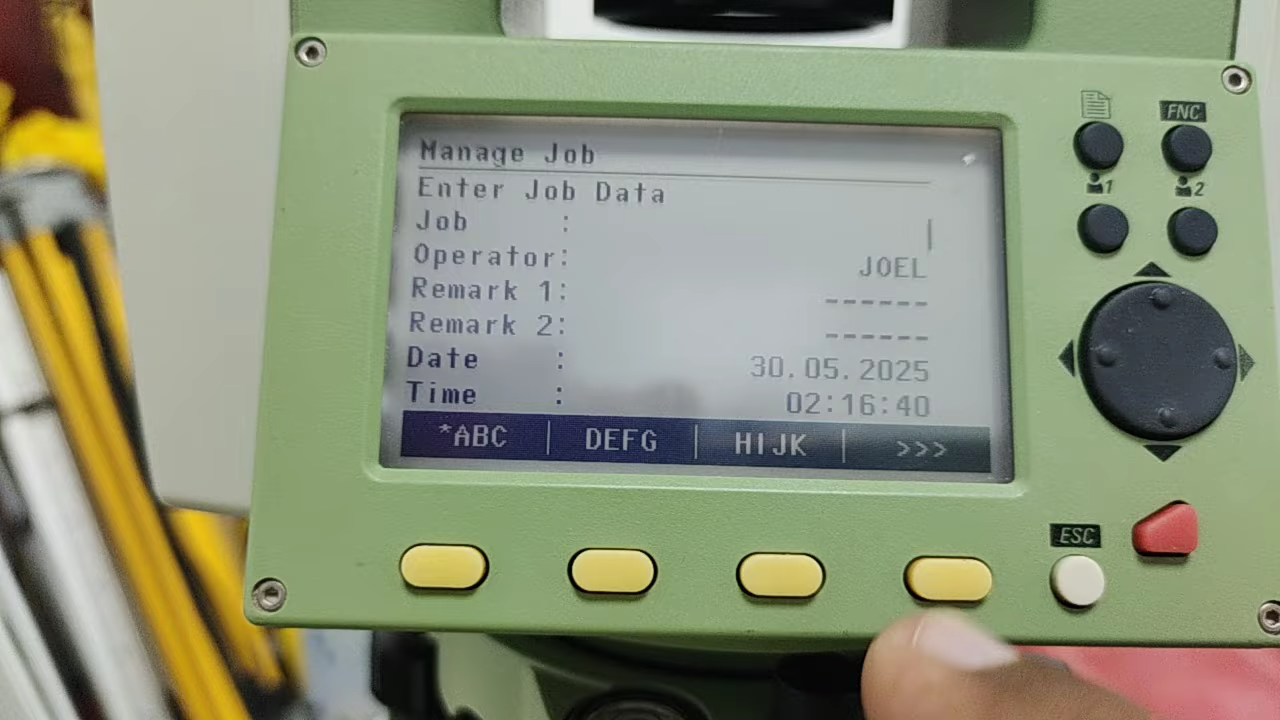 Manage Job
Enter Job Data
Job :
Operator: JOEL
Remark 1: ------
Remark 2: ------
Date : 30.05.2025
Time : 02:16:40
*ABC | DEFG | HIJK | >>>
FNC
1
2
ESC